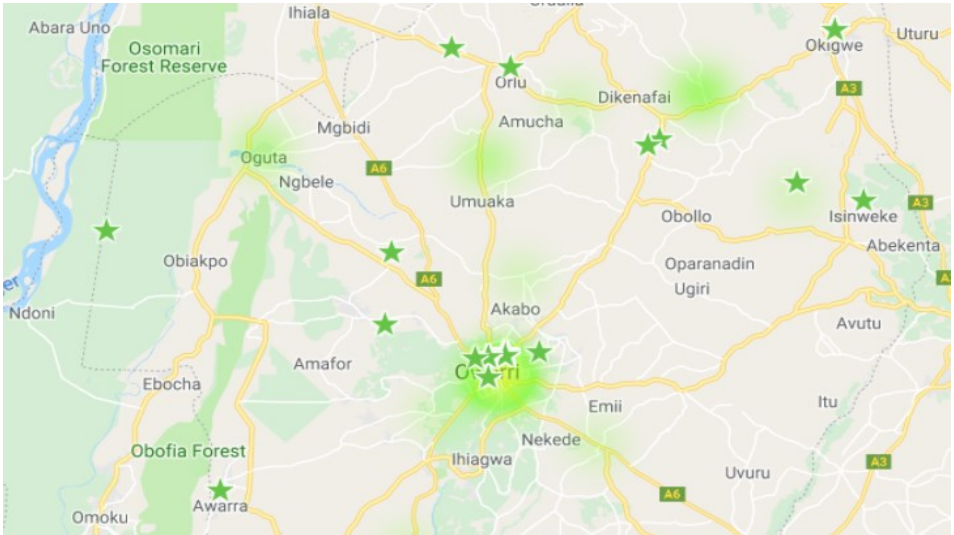 Ihiala
Abara Uno
Osomari
Forest Reserve
Orlu
Okigwe
Uturu
A3
Dikenafai
Amucha
Mgbidi
Oguta
A6
Ngbele
Umuaka
Obollo
Isinweke
A3
Abekenta
Obiakpo
Oparanadin
Ugiri
A6
Ndoni
Akabo
Avutu
Amafor
Ebocha
Emii
Itu
Nekede
Obofia Forest
Ihiagwa
Uvuru
A3
A6
Awarra
Omoku